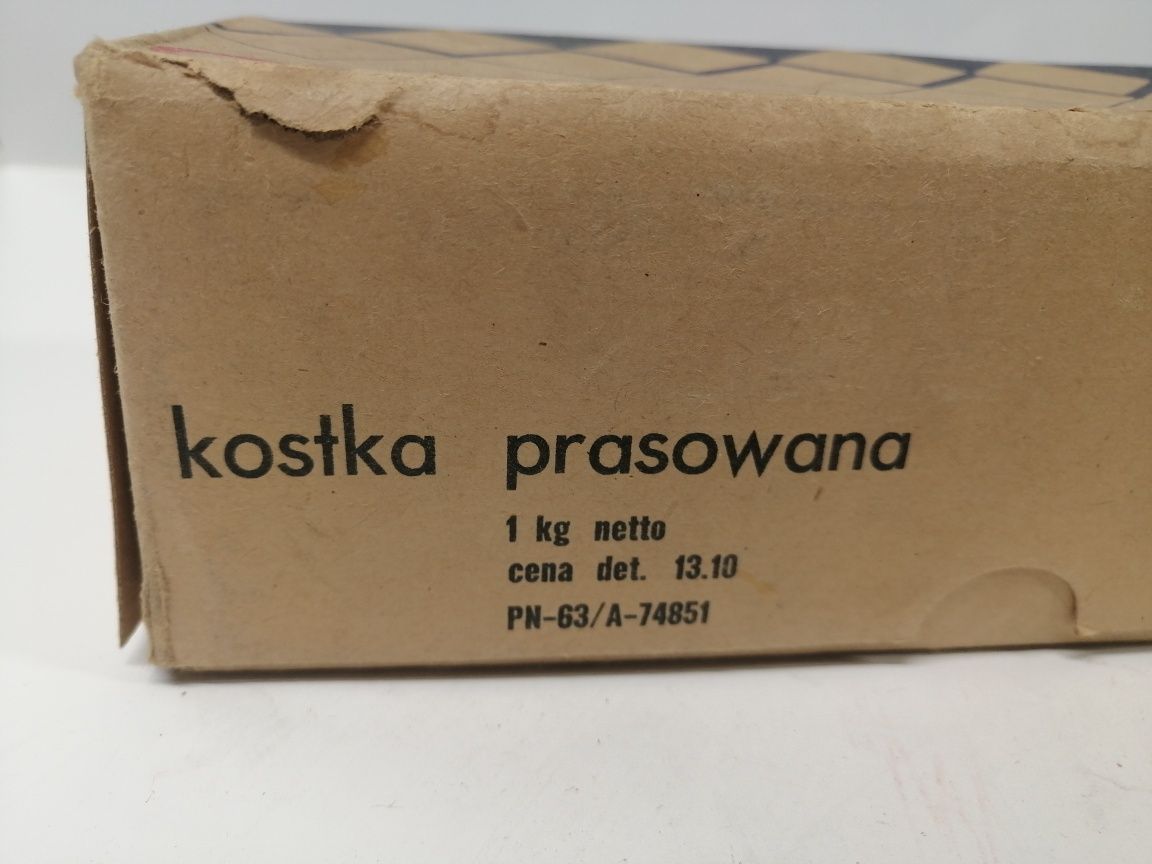 kostka prasowana
1 kg netto
cena det. 13.10
PN-63/A-74851